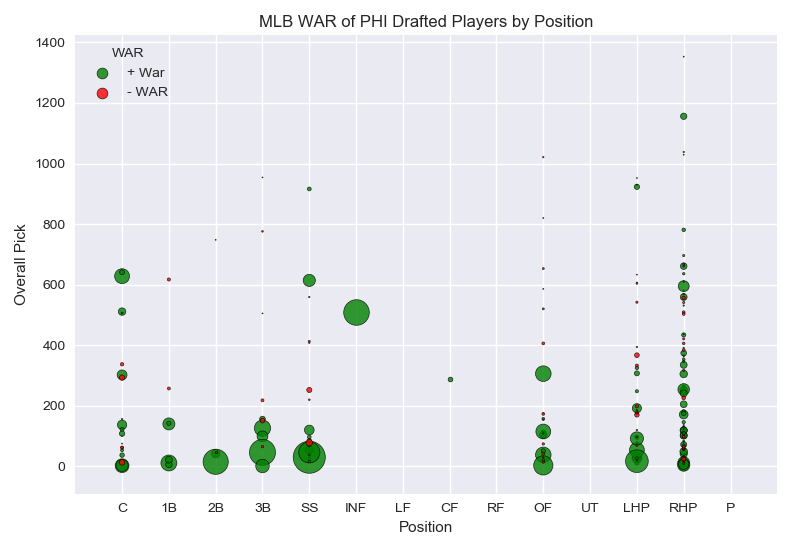 MLB WAR of PHI Drafted Players by Position
WAR
+ War
- WAR
1400
1200
1000
800
600
400
200
0
Overall Pick
C 1B 2B 3B SS INF LF CF RF OF UT LHP RHP P
Position